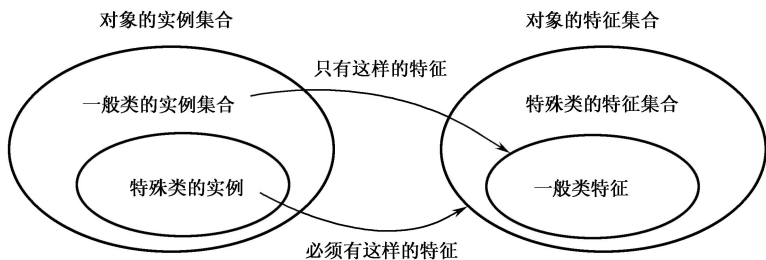 对象的实例集合
对象的特征集合
只有这样的特征
一般类的实例集合
特殊类的特征集合
特殊类的实例
一般类特征
必须有这样的特征